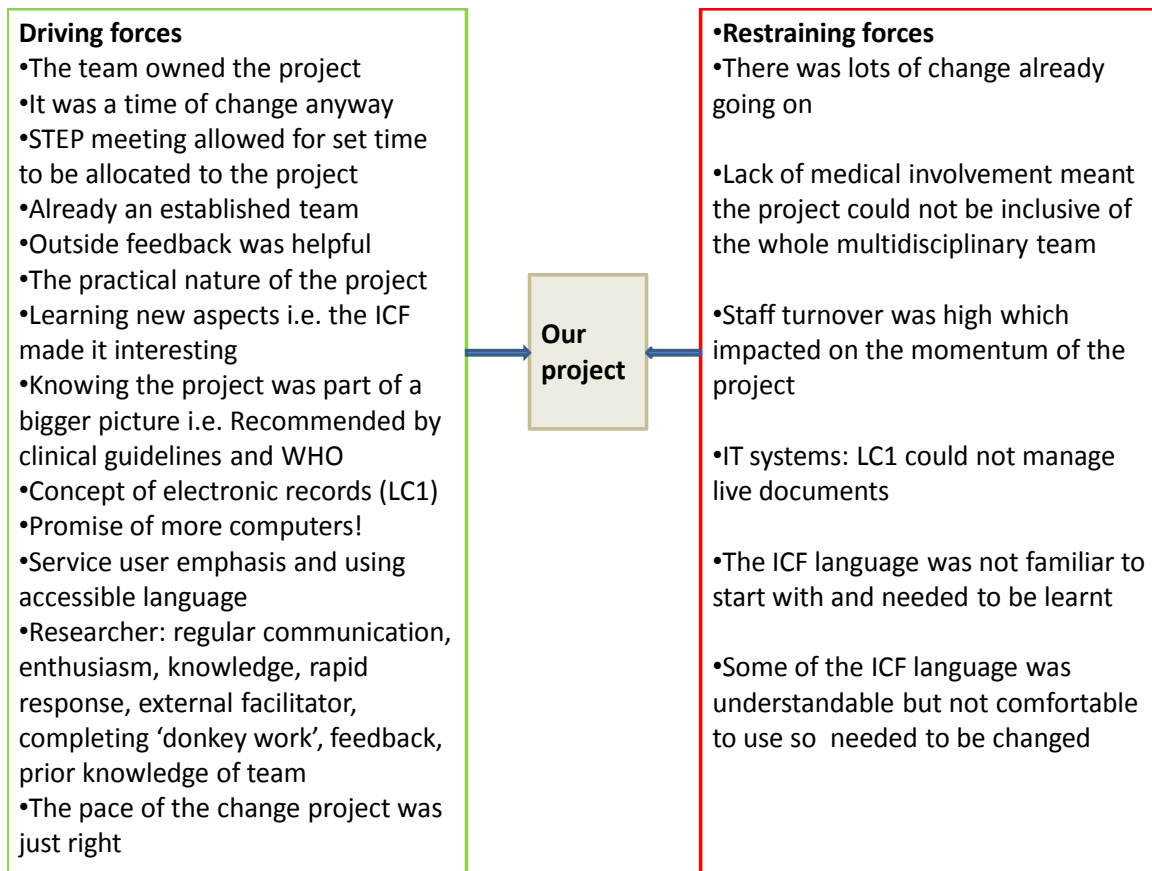 Driving forces
•The team owned the project
•It was a time of change anyway
•STEP meeting allowed for set time
to be allocated to the project
•Already an established team
•Outside feedback was helpful
•The practical nature of the project
•Learning new aspects i.e. the ICF
made it interesting
•Knowing the project was part of a
bigger picture i.e. Recommended by
clinical guidelines and WHO
•Concept of electronic records (LC1)
•Promise of more computers!
•Service user emphasis and using
accessible language
•Researcher: regular communication,
enthusiasm, knowledge, rapid
response, external facilitator,
completing ‘donkey work’, feedback,
prior knowledge of team
•The pace of the change project was
just right
Our
project
•Restraining forces
•There was lots of change already
going on
•Lack of medical involvement meant
the project could not be inclusive of
the whole multidisciplinary team
•Staff turnover was high which
impacted on the momentum of the
project
•IT systems: LC1 could not manage
live documents
•The ICF language was not familiar to
start with and needed to be learnt
•Some of the ICF language was
understandable but not comfortable
to use so  needed to be changed